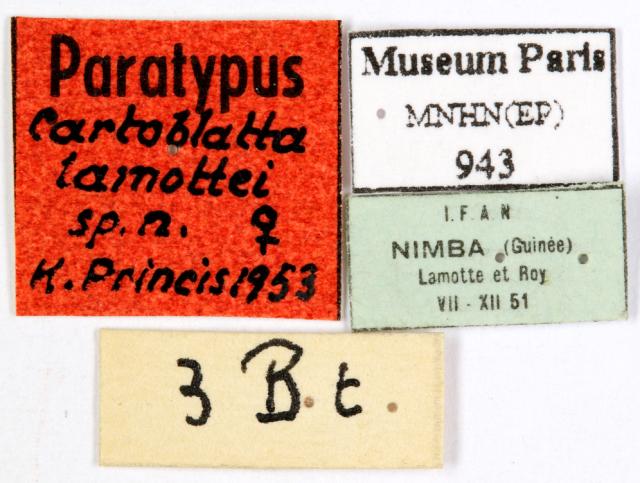 Paratypus
Cartoblatta
lamottei
sp. n. ♀
K. Princis 1953
Museum Paris
MNHN(EP)
943
I. F. A. N
NIMBA (Guinée)
Lamotte et Roy
VII - XII 51
3 B. t.